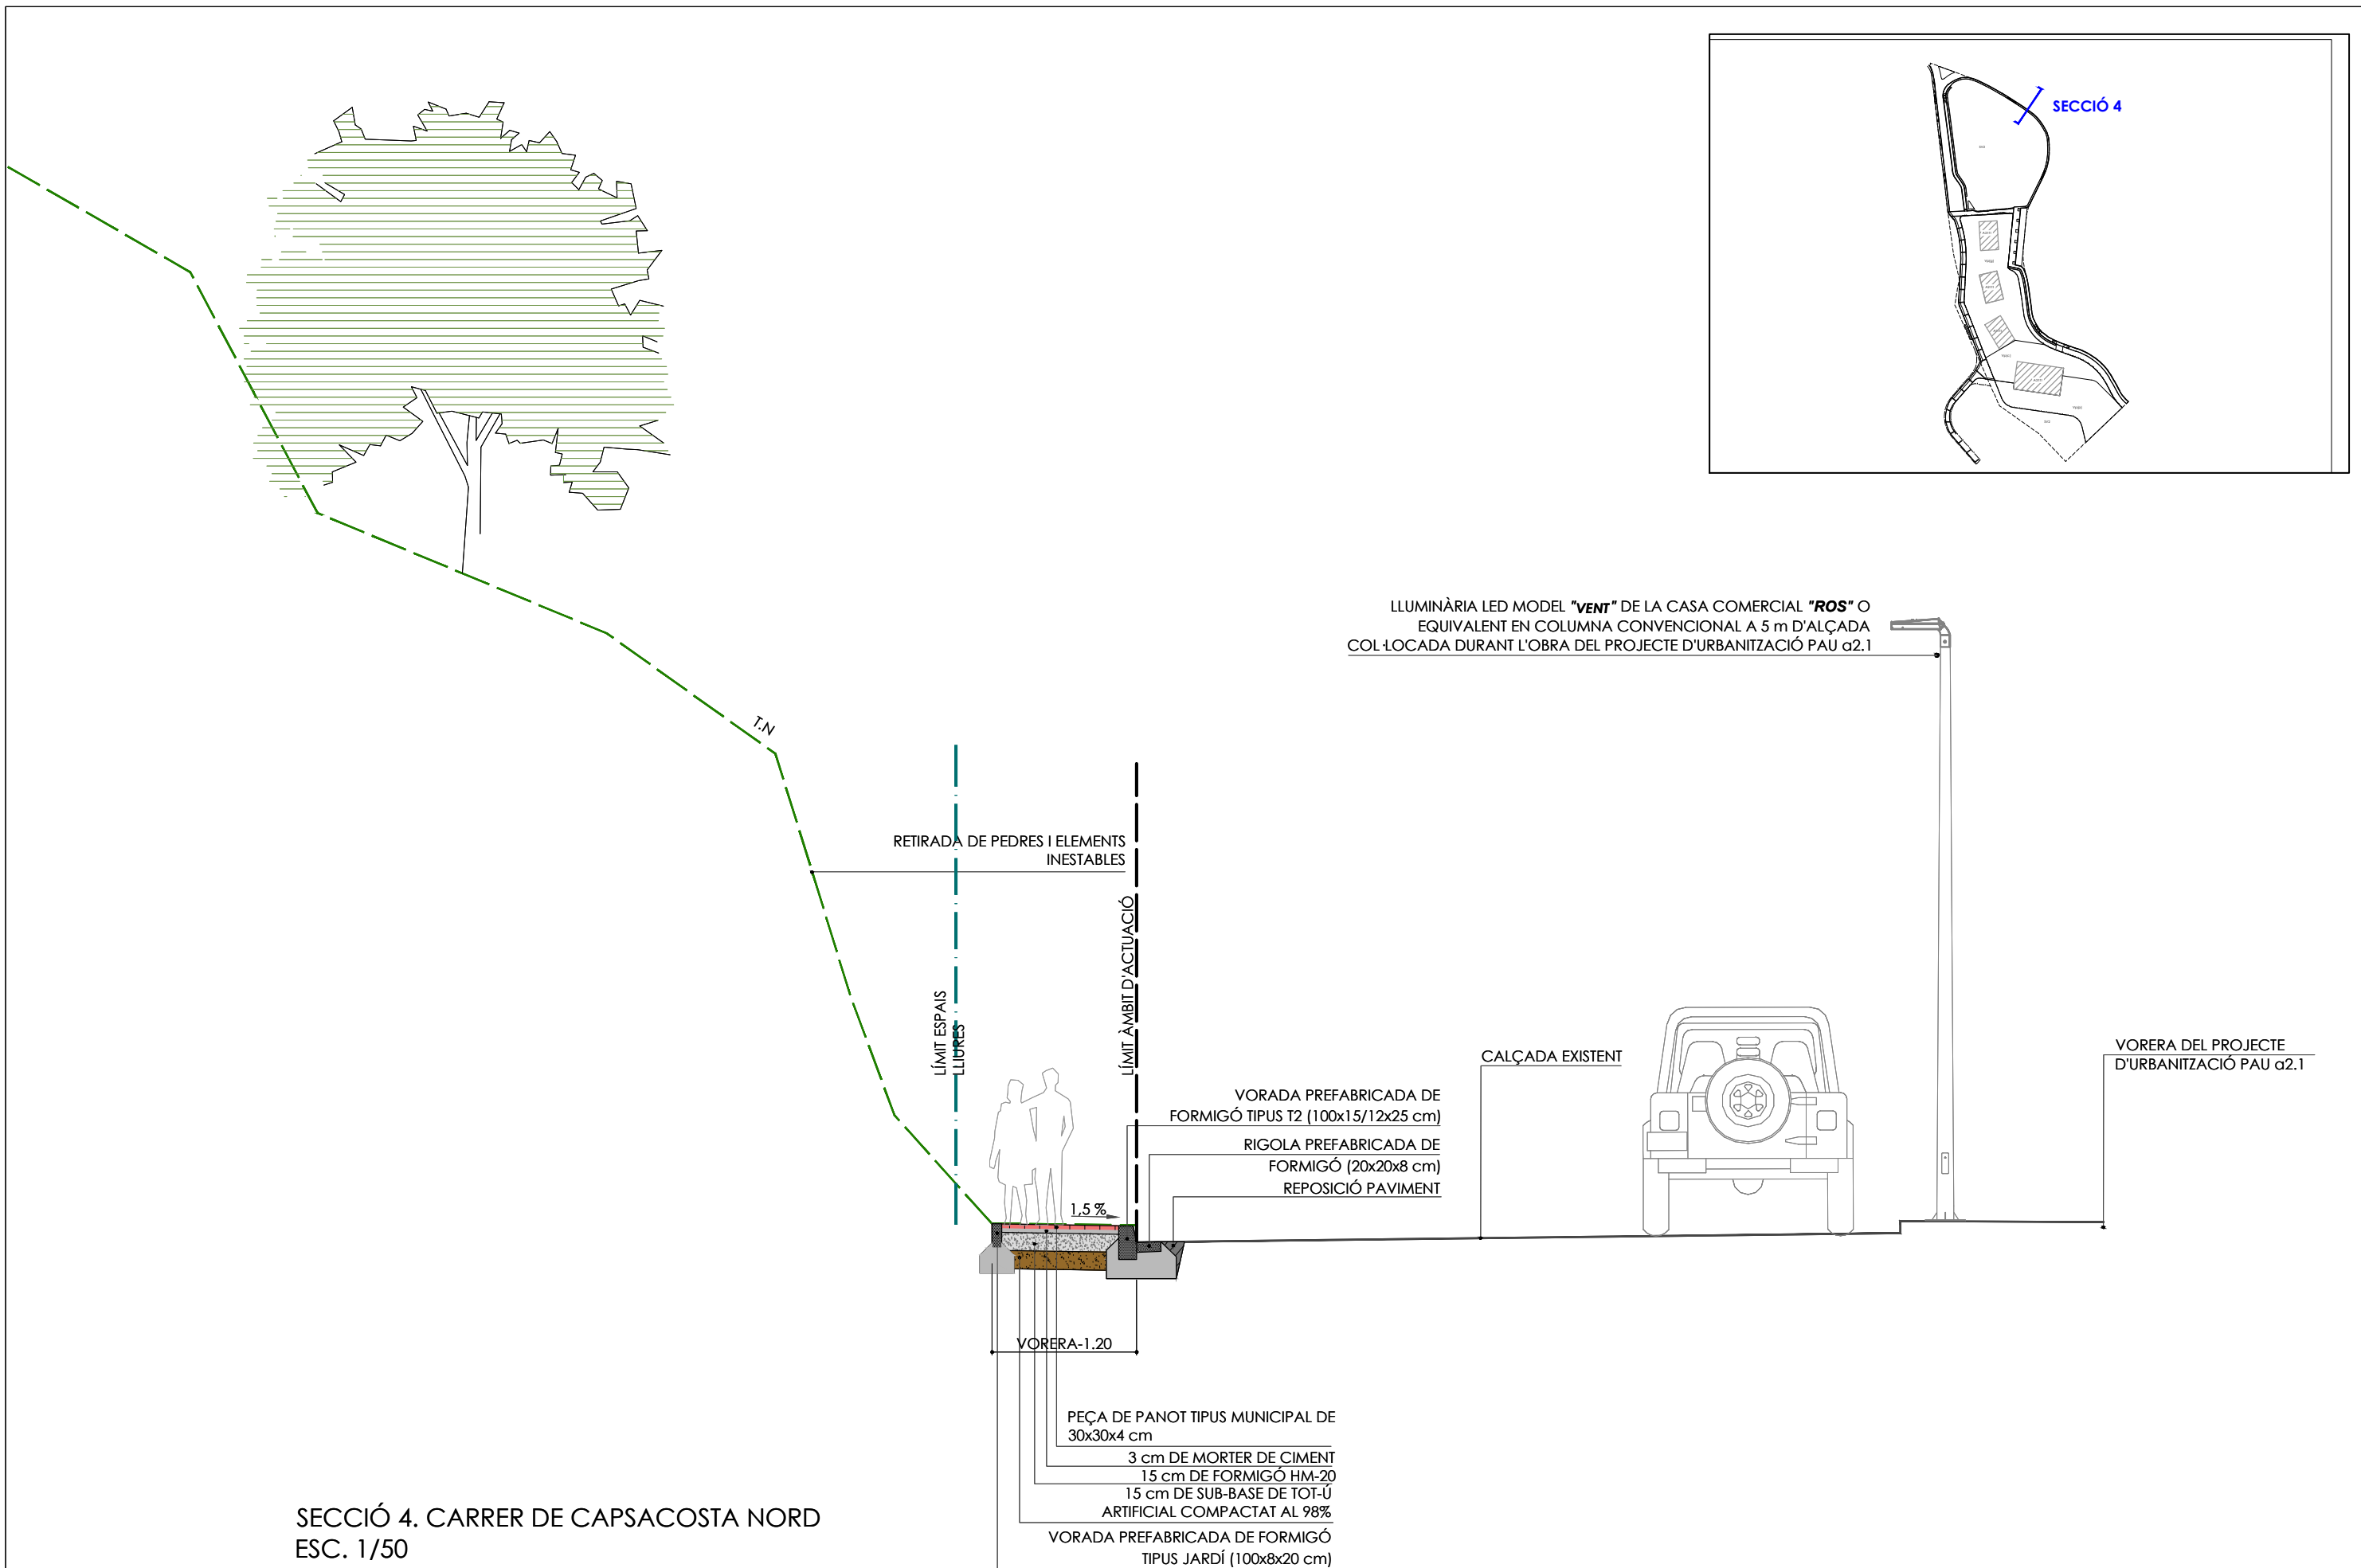 SECCIÓ 4
LLUMINÀRIA LED MODEL "VENT" DE LA CASA COMERCIAL "ROS" O
EQUIVALENT EN COLUMNA CONVENCIONAL A 5 m D'ALÇADA
COL·LOCADA DURANT L'OBRA DEL PROJECTE D'URBANITZACIÓ PAU a2.1
T.N
RETIRADA DE PEDRES I ELEMENTS
INESTABLES
LÍMIT ESPAIS
LLIURES
LÍMIT ÀMBIT D'ACTUACIÓ
CALÇADA EXISTENT
VORERA DEL PROJECTE
D'URBANITZACIÓ PAU a2.1
VORADA PREFABRICADA DE
FORMIGÓ TIPUS T2 (100x15/12x25 cm)
RIGOLA PREFABRICADA DE
FORMIGÓ (20x20x8 cm)
REPOSICIÓ PAVIMENT
1,5 %
VORERA-1.20
PEÇA DE PANOT TIPUS MUNICIPAL DE
30x30x4 cm
3 cm DE MORTER DE CIMENT
15 cm DE FORMIGÓ HM-20
15 cm DE SUB-BASE DE TOT-Ú
ARTIFICIAL COMPACTAT AL 98%
VORADA PREFABRICADA DE FORMIGÓ
TIPUS JARDÍ (100x8x20 cm)
SECCIÓ 4. CARRER DE CAPSACOSTA NORD
ESC. 1/50